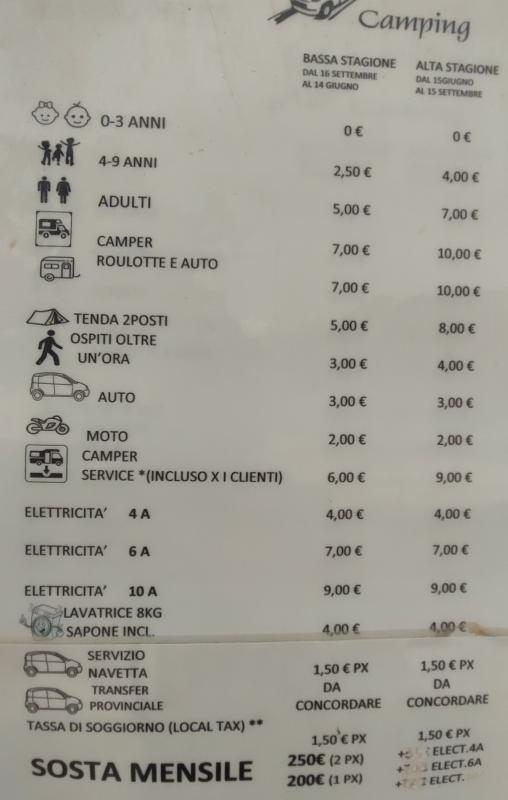 Camping
BASSA STAGIONE ALTA STAGIONE
DAL 16 SETTEMBRE DAL 15GIUGNO
AL 14 GIUGNO AL 15 SETTEMBRE
0-3 ANNI 0 € 0 €
4-9 ANNI 2,50 € 4,00 €
ADULTI 5,00 € 7,00 €
CAMPER 7,00 € 10,00 €
ROULOTTE E AUTO 7,00 € 10,00 €
TENDA 2POSTI 5,00 € 8,00 €
OSPITI OLTRE
UN'ORA 3,00 € 4,00 €
AUTO 3,00 € 3,00 €
MOTO 2,00 € 2,00 €
CAMPER
SERVICE *(INCLUSO X I CLIENTI) 6,00 € 9,00 €
ELETTRICITA' 4 A 4,00 € 4,00 €
ELETTRICITA' 6 A 7,00 € 7,00 €
ELETTRICITA' 10 A 9,00 € 9,00 €
LAVATRICE 8KG
SAPONE INCL. 4,00 € 4,00 €
SERVIZIO
NAVETTA 1,50 € PX 1,50 € PX
TRANSFER DA DA
PROVINCIALE CONCORDARE CONCORDARE
TASSA DI SOGGIORNO (LOCAL TAX) ** 1,50 € PX 1,50 € PX
SOSTA MENSILE 250€ (2 PX) ELECT.4A
200€ (1 PX) ELECT.6A
ELECT.